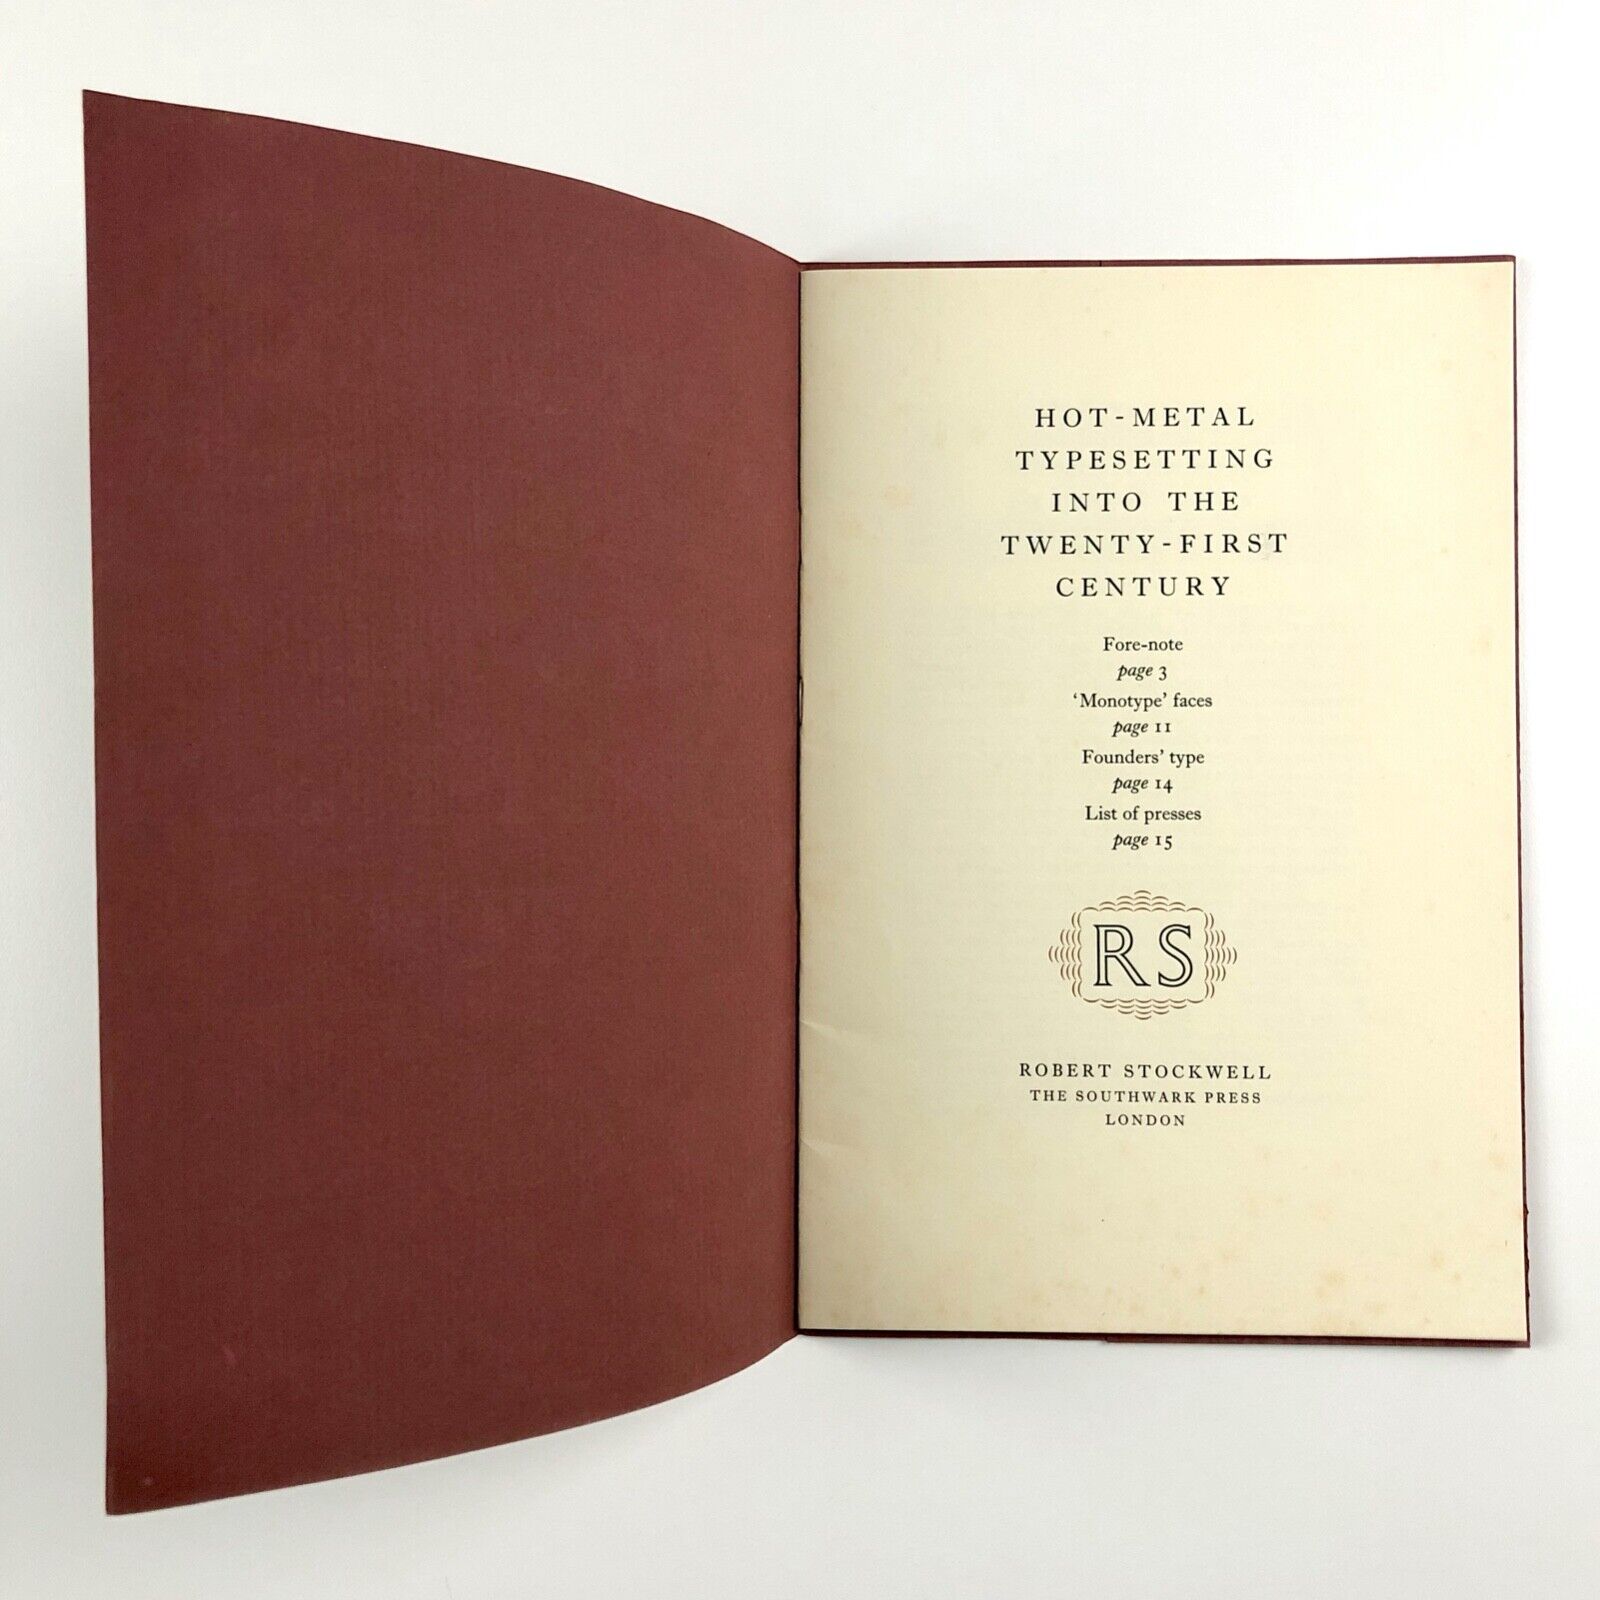 HOT-METAL
TYPESETTING
INTO THE
TWENTY-FIRST
CENTURY
Fore-note
page 3
‘Monotype’ faces
page 11
Founders’ type
page 14
List of presses
page 15
RS
ROBERT STOCKWELL
THE SOUTHWARK PRESS
LONDON